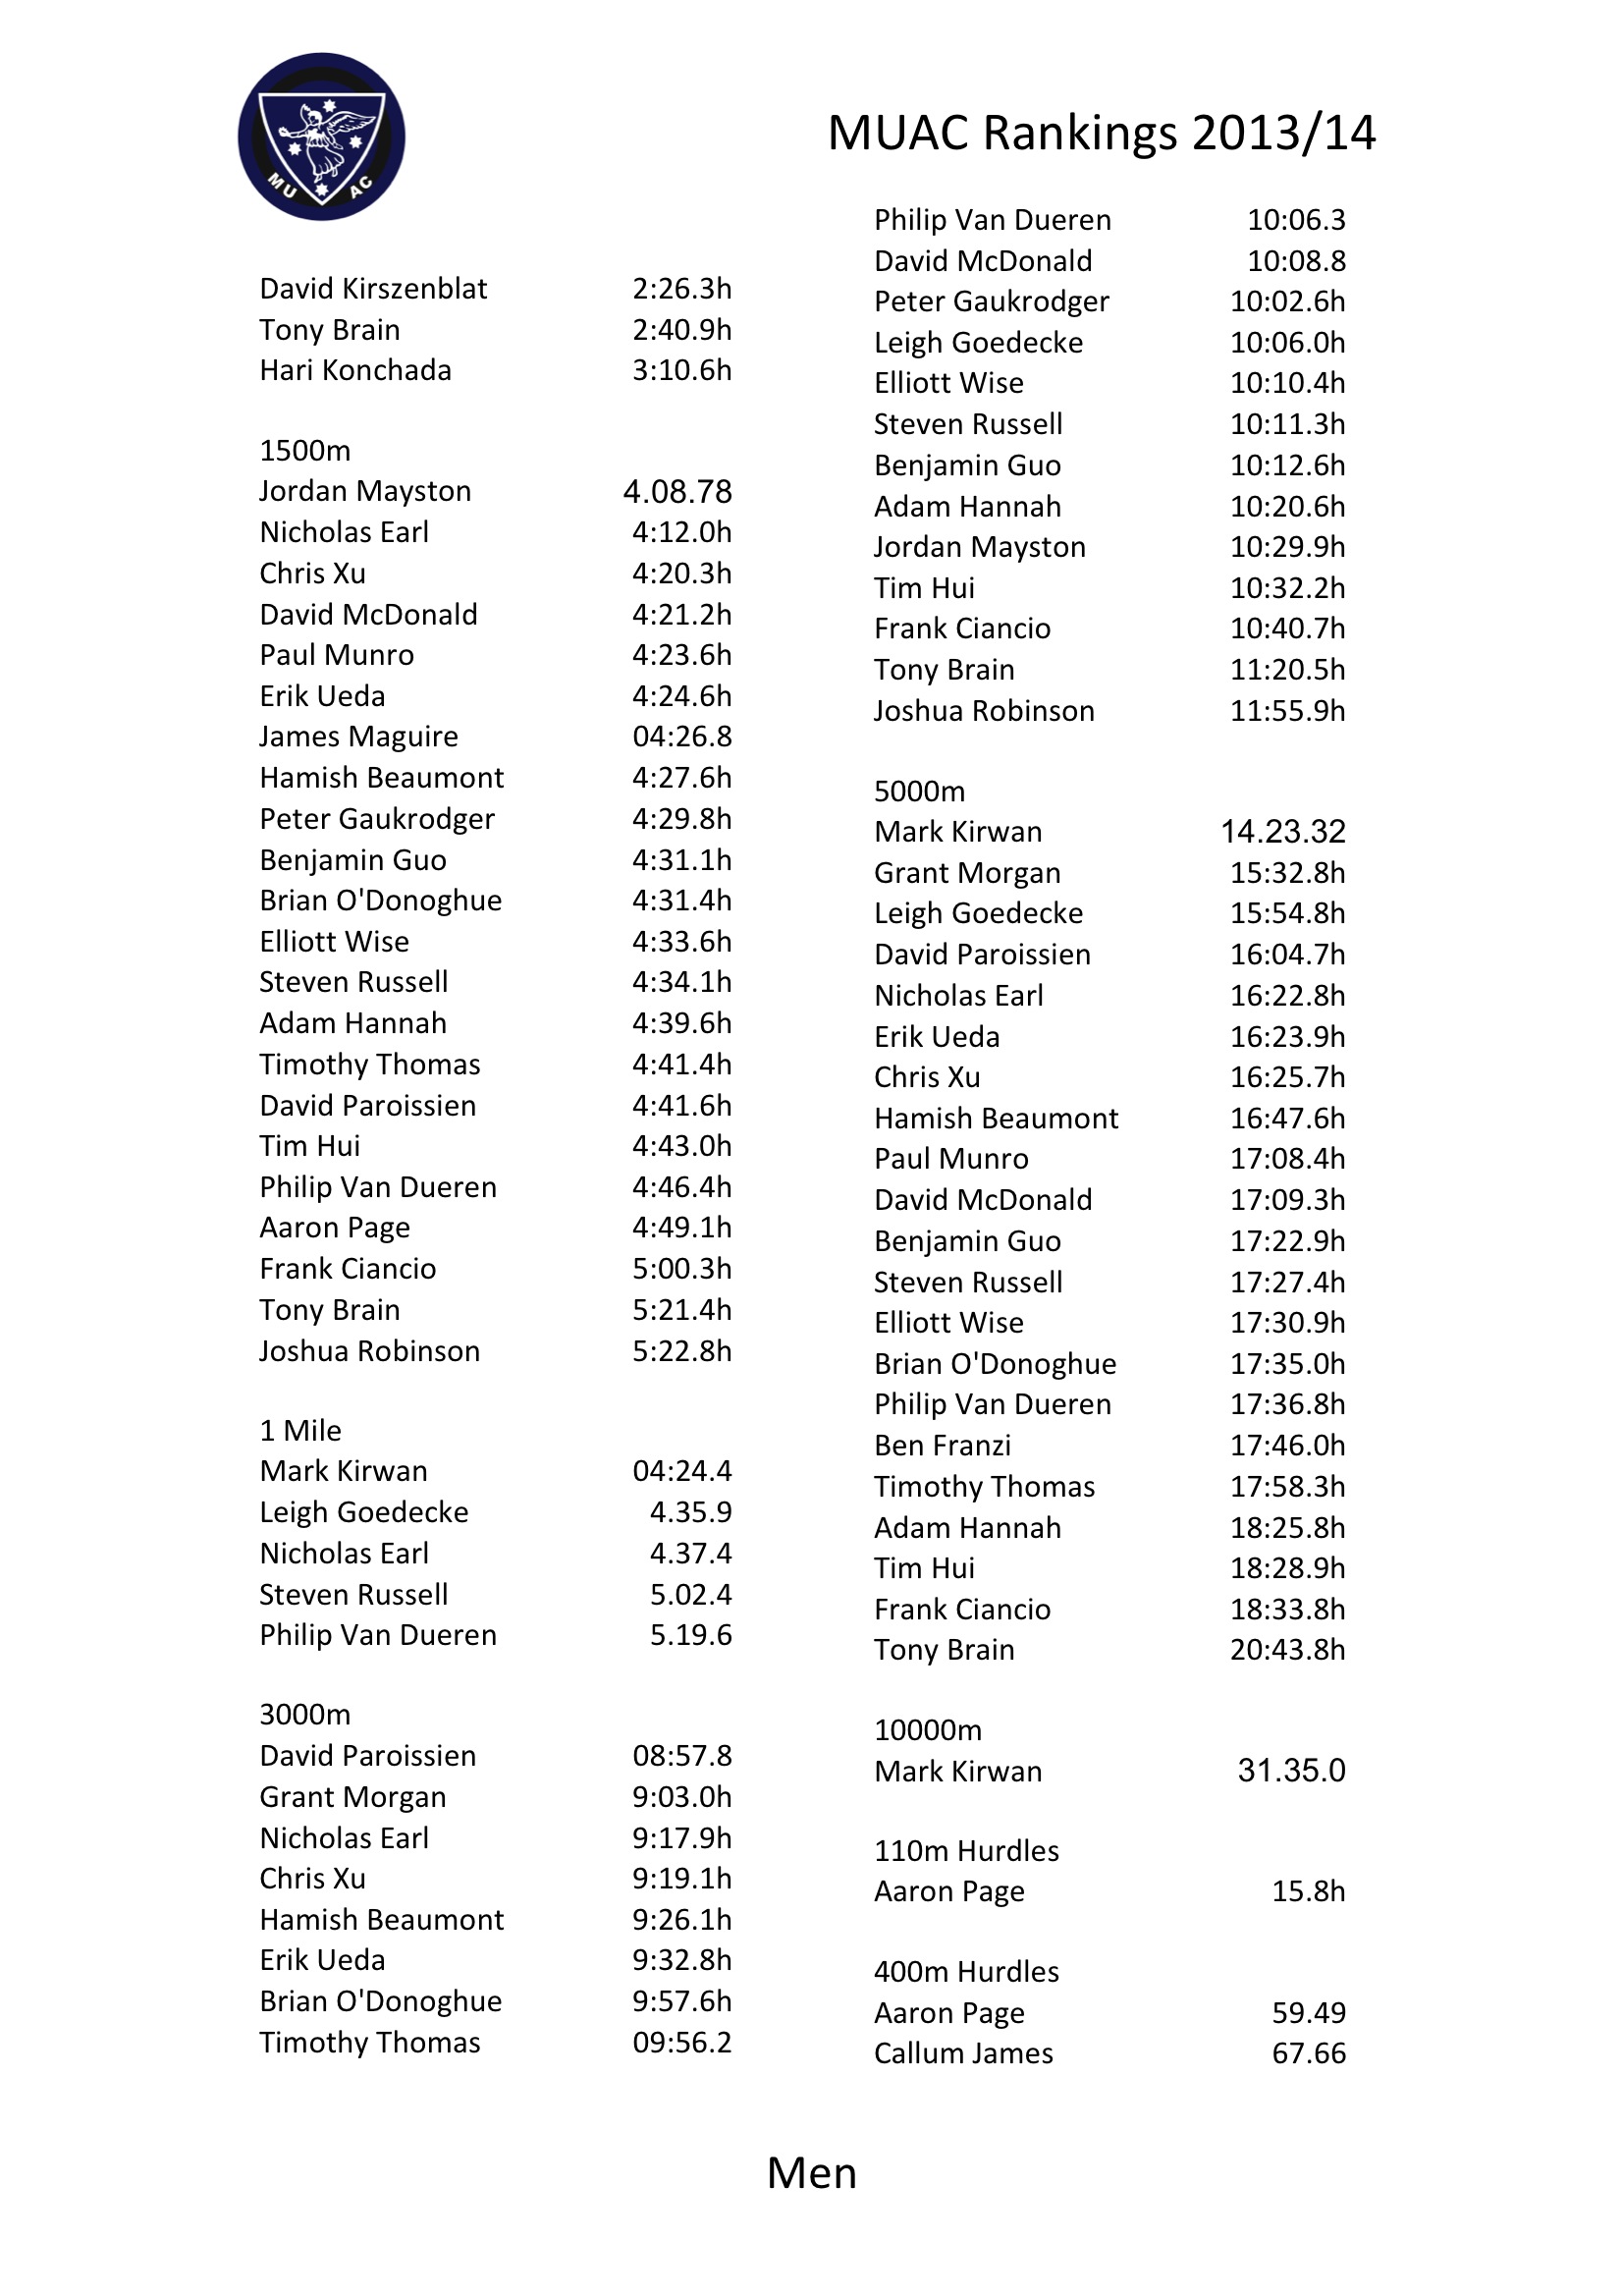 MU AC
MUAC Rankings 2013/14
David Kirszenblat 2:26.3h
Tony Brain 2:40.9h
Hari Konchada 3:10.6h
1500m
Jordan Mayston 4.08.78
Nicholas Earl 4:12.0h
Chris Xu 4:20.3h
David McDonald 4:21.2h
Paul Munro 4:23.6h
Erik Ueda 4:24.6h
James Maguire 04:26.8
Hamish Beaumont 4:27.6h
Peter Gaukrodger 4:29.8h
Benjamin Guo 4:31.1h
Brian O'Donoghue 4:31.4h
Elliott Wise 4:33.6h
Steven Russell 4:34.1h
Adam Hannah 4:39.6h
Timothy Thomas 4:41.4h
David Paroissien 4:41.6h
Tim Hui 4:43.0h
Philip Van Dueren 4:46.4h
Aaron Page 4:49.1h
Frank Ciancio 5:00.3h
Tony Brain 5:21.4h
Joshua Robinson 5:22.8h
1 Mile
Mark Kirwan 04:24.4
Leigh Goedecke 4.35.9
Nicholas Earl 4.37.4
Steven Russell 5.02.4
Philip Van Dueren 5.19.6
3000m
David Paroissien 08:57.8
Grant Morgan 9:03.0h
Nicholas Earl 9:17.9h
Chris Xu 9:19.1h
Hamish Beaumont 9:26.1h
Erik Ueda 9:32.8h
Brian O'Donoghue 9:57.6h
Timothy Thomas 09:56.2
Philip Van Dueren 10:06.3
David McDonald 10:08.8
Peter Gaukrodger 10:02.6h
Leigh Goedecke 10:06.0h
Elliott Wise 10:10.4h
Steven Russell 10:11.3h
Benjamin Guo 10:12.6h
Adam Hannah 10:20.6h
Jordan Mayston 10:29.9h
Tim Hui 10:32.2h
Frank Ciancio 10:40.7h
Tony Brain 11:20.5h
Joshua Robinson 11:55.9h
5000m
Mark Kirwan 14.23.32
Grant Morgan 15:32.8h
Leigh Goedecke 15:54.8h
David Paroissien 16:04.7h
Nicholas Earl 16:22.8h
Erik Ueda 16:23.9h
Chris Xu 16:25.7h
Hamish Beaumont 16:47.6h
Paul Munro 17:08.4h
David McDonald 17:09.3h
Benjamin Guo 17:22.9h
Steven Russell 17:27.4h
Elliott Wise 17:30.9h
Brian O'Donoghue 17:35.0h
Philip Van Dueren 17:36.8h
Ben Franzi 17:46.0h
Timothy Thomas 17:58.3h
Adam Hannah 18:25.8h
Tim Hui 18:28.9h
Frank Ciancio 18:33.8h
Tony Brain 20:43.8h
10000m
Mark Kirwan 31.35.0
110m Hurdles
Aaron Page 15.8h
400m Hurdles
Aaron Page 59.49
Callum James 67.66
Men